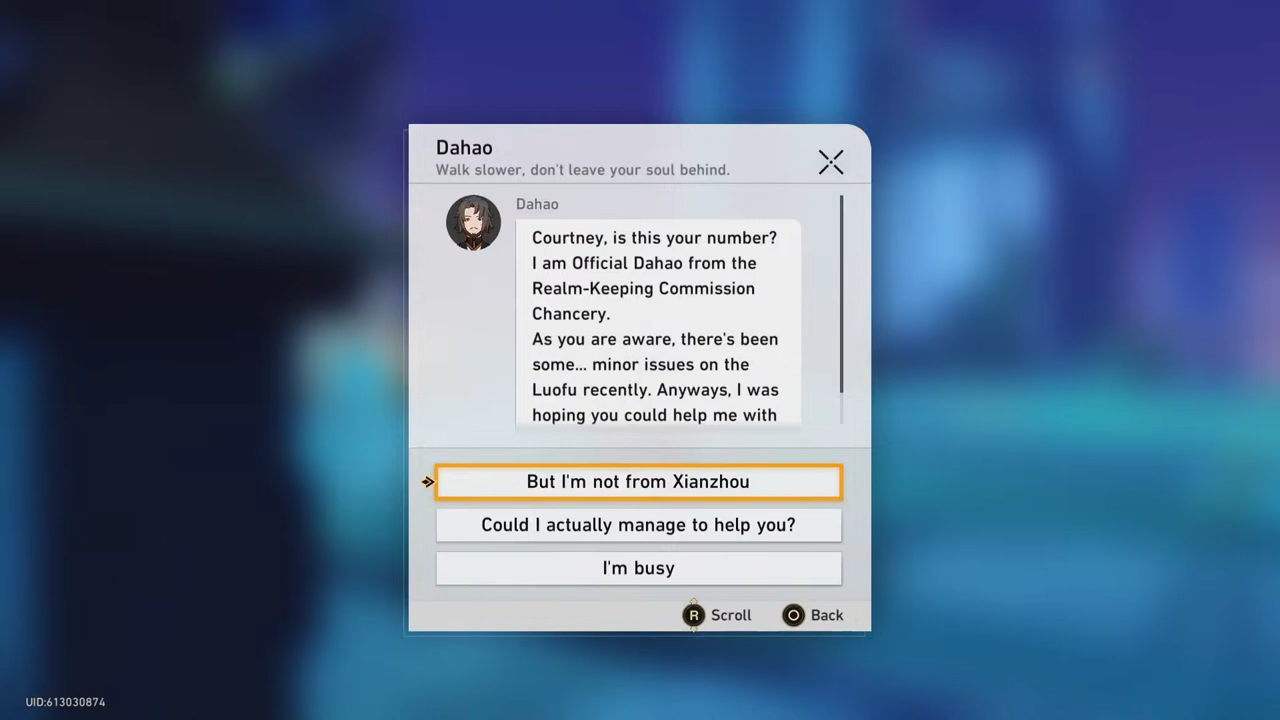 Dahao
Walk slower, don't leave your soul behind.
Dahao
Courtney, is this your number?
I am Official Dahao from the
Realm-Keeping Commission
Chancery.
As you are aware, there's been
some... minor issues on the
Luofu recently. Anyways, I was
hoping you could help me with
But I'm not from Xianzhou
Could I actually manage to help you?
I'm busy
R Scroll
Back
UID:613030874